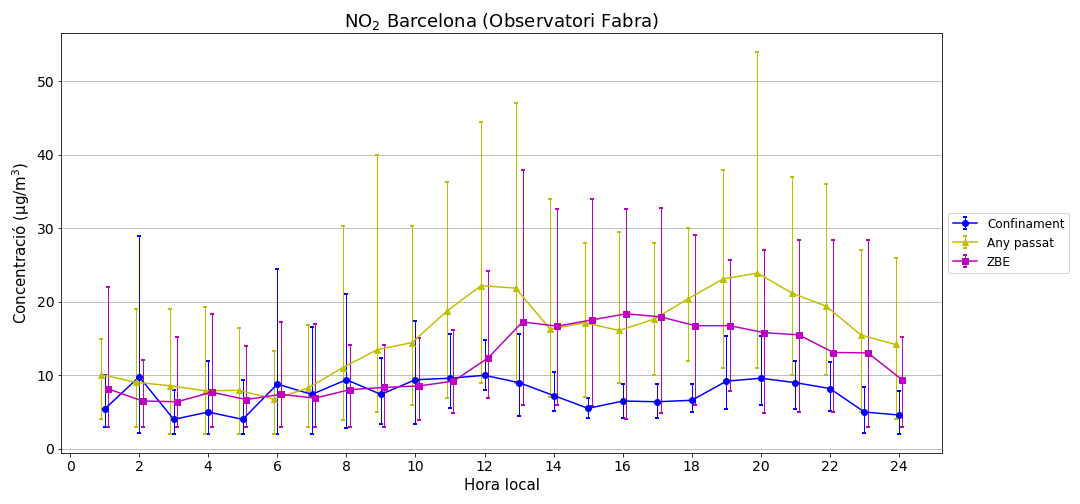 NO₂ Barcelona (Observatori Fabra)
Concentració (μg/m³)
50
40
30
20
10
0
0 2 4 6 8 10 12 14 16 18 20 22 24
Hora local
Confinament
Any passat
ZBE